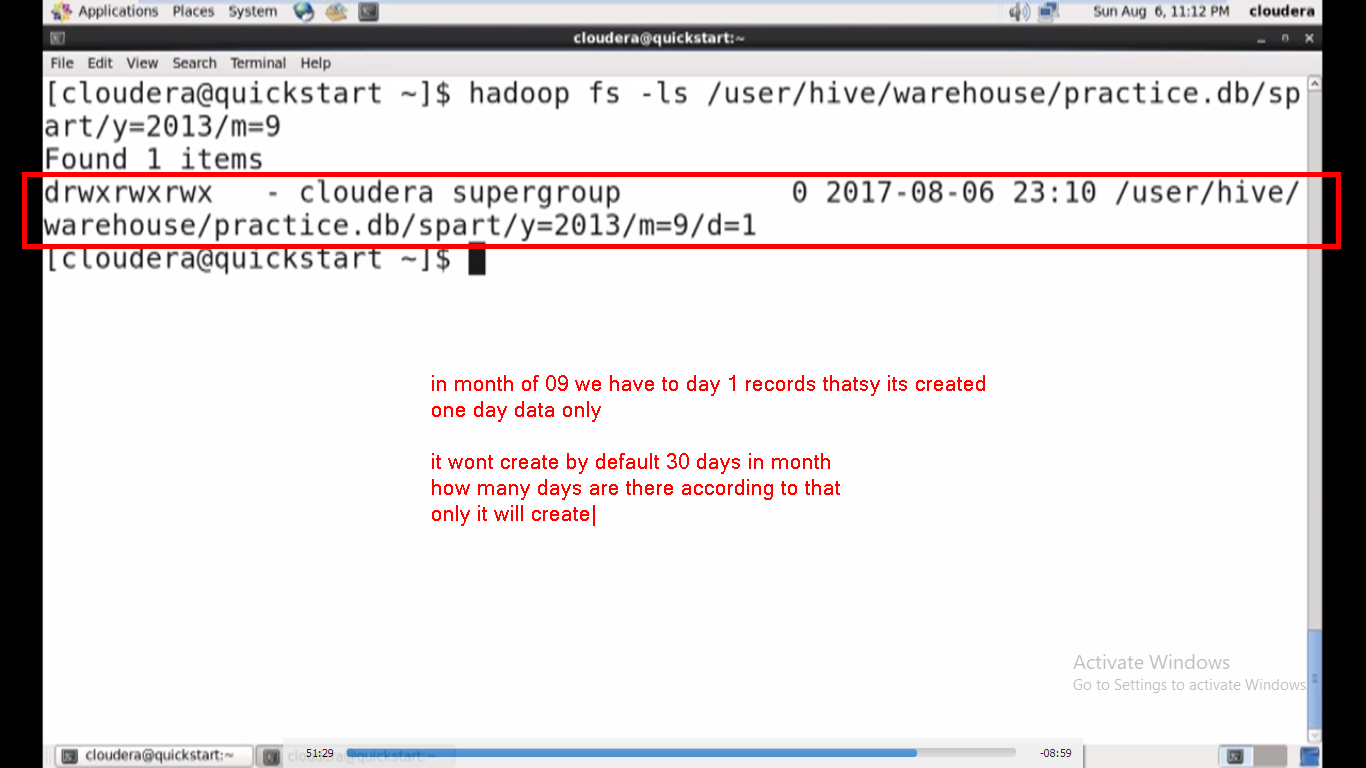 Applications Places System
Sun Aug 6, 11:12 PM cloudera
cloudera@quickstart:~
File Edit View Search Terminal Help
[cloudera@quickstart ~]$ hadoop fs -ls /user/hive/warehouse/practice.db/sp
art/y=2013/m=9
Found 1 items
drwxrwxrwx   - cloudera supergroup          0 2017-08-06 23:10 /user/hive/
warehouse/practice.db/spart/y=2013/m=9/d=1
[cloudera@quickstart ~]$
in month of 09 we have to day 1 records thatsy its created
one day data only
it wont create by default 30 days in month
how many days are there according to that
only it will create
Activate Windows
Go to Settings to activate Windows.
cloudera@quickstart:~
cloudera@quickstart:~
51:29
-08:59